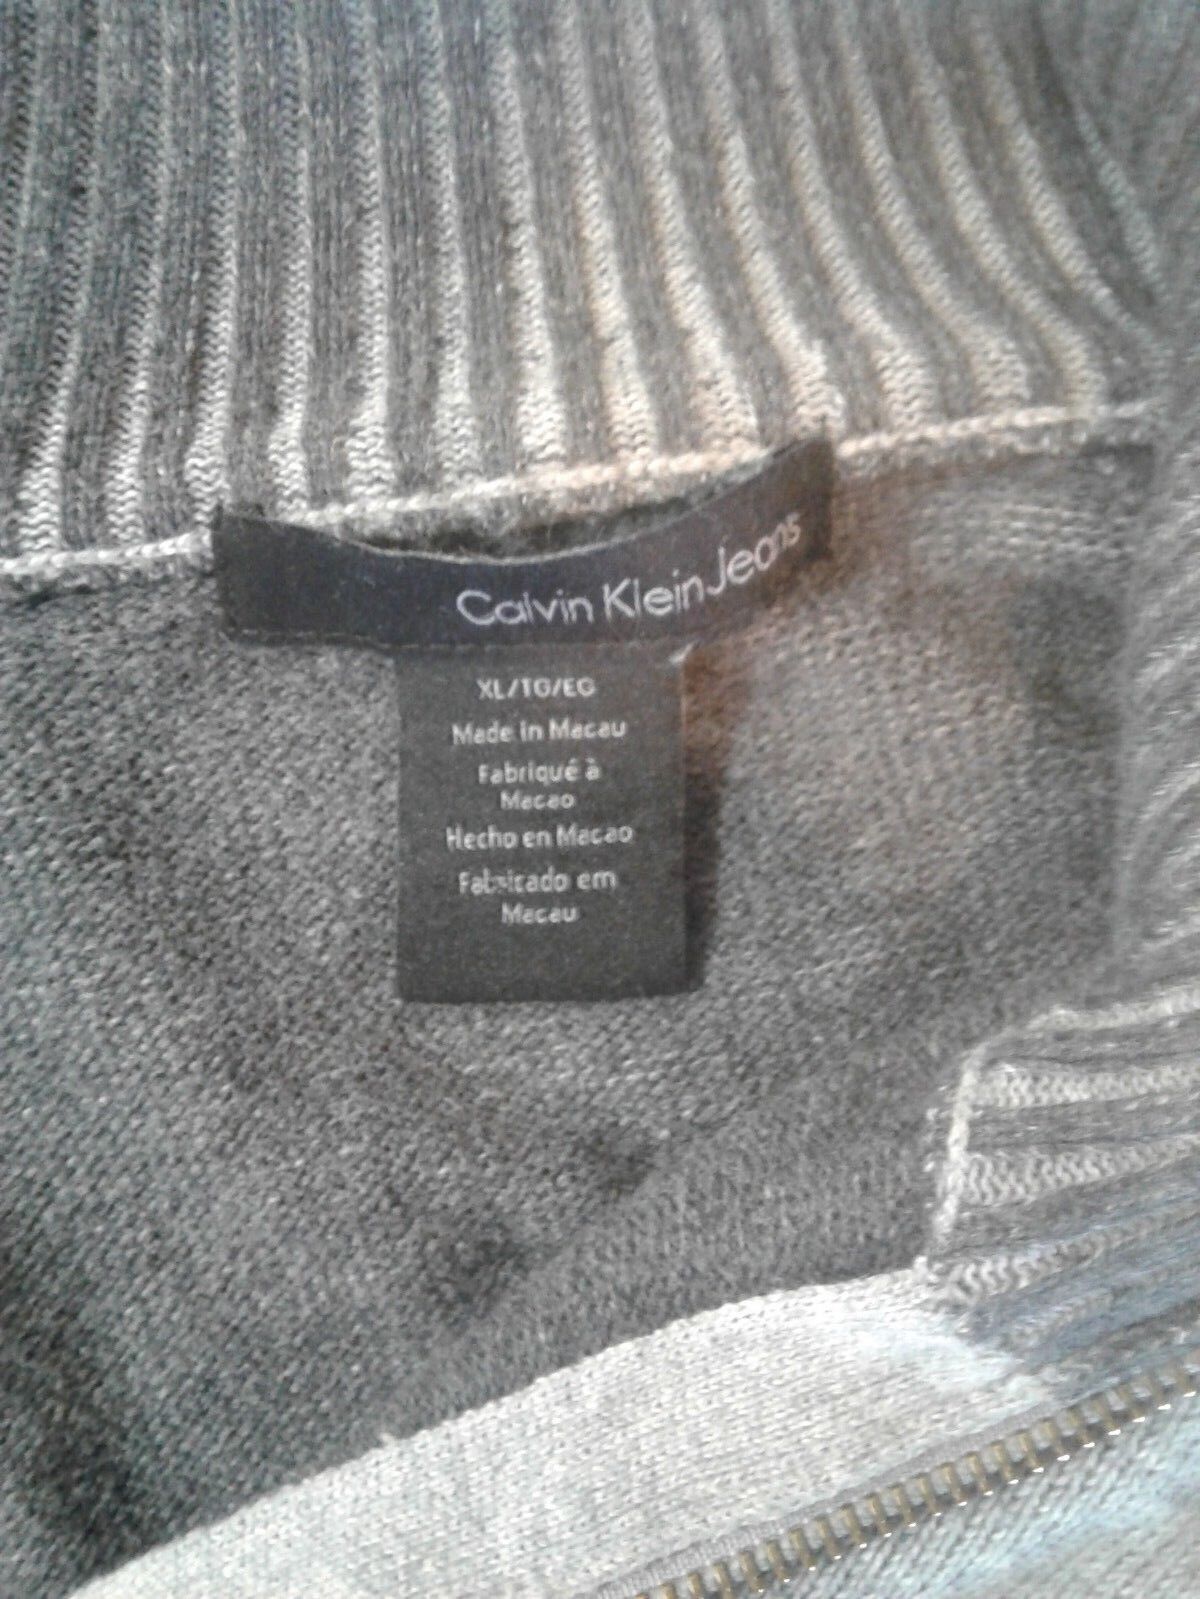 Calvin Klein Jeans
XL/TG/EG
Made In Macau
Fabriqué à
Macao
Hecho en Macao
Fabricado em
Macau